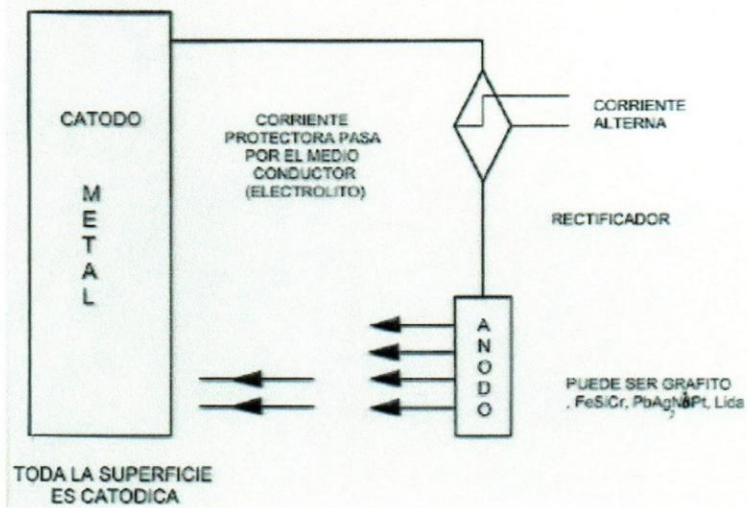 CATODO
M
E
T
A
L
CORRIENTE
PROTECTORA PASA
POR EL MEDIO
CONDUCTOR
(ELECTROLITO)
CORRIENTE
ALTERNA
RECTIFICADOR
A
N
O
D
O
PUEDE SER GRAFITO
, FeSiCr, Lida
TODA LA SUPERFICIE
ES CATODICA